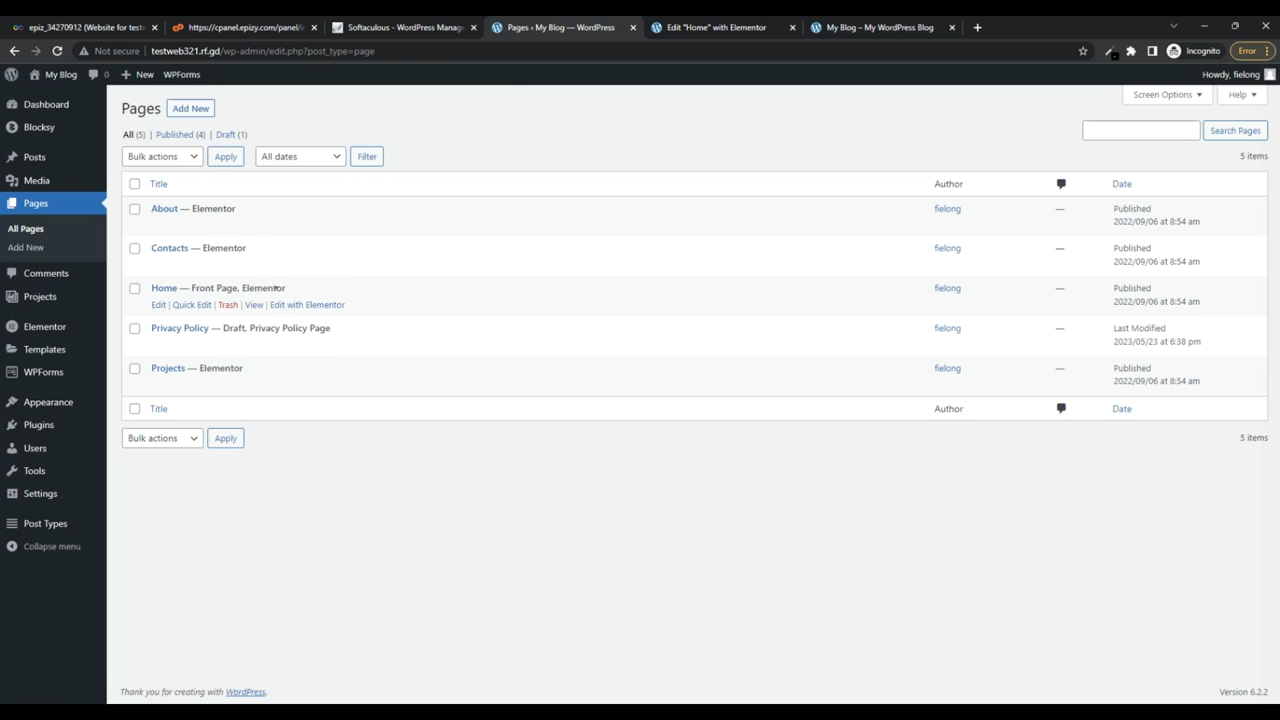 epiz_34270912 (Website for test
https://cpanel.epizy.com/panel/i
Softaculous - WordPress Manage
Pages ‹ My Blog — WordPress
Edit "Home" with Elementor
My Blog – My WordPress Blog
Not secure testweb321.rf.gd/wp-admin/edit.php?post_type=page
Incognito
Error
My Blog
0
New
WPForms
Howdy, fielong
Dashboard
Blocksy
Posts
Media
Pages
All Pages
Add New
Comments
Projects
Elementor
Templates
WPForms
Appearance
Plugins
Users
Tools
Settings
Post Types
Collapse menu
Screen Options
Help
Pages Add New
All (5) | Published (4) | Draft (1)
Search Pages
Bulk actions Apply All dates Filter
5 items
Title Author Date
About — Elementor fielong — Published
2022/09/06 at 8:54 am
Contacts — Elementor fielong — Published
2022/09/06 at 8:54 am
Home — Front Page, Elementor fielong — Published
Edit | Quick Edit | Trash | View | Edit with Elementor 2022/09/06 at 8:54 am
Privacy Policy — Draft, Privacy Policy Page fielong — Last Modified
2023/05/23 at 6:38 pm
Projects — Elementor fielong — Published
2022/09/06 at 8:54 am
Title Author Date
Bulk actions Apply
5 items
Thank you for creating with WordPress.
Version 6.2.2